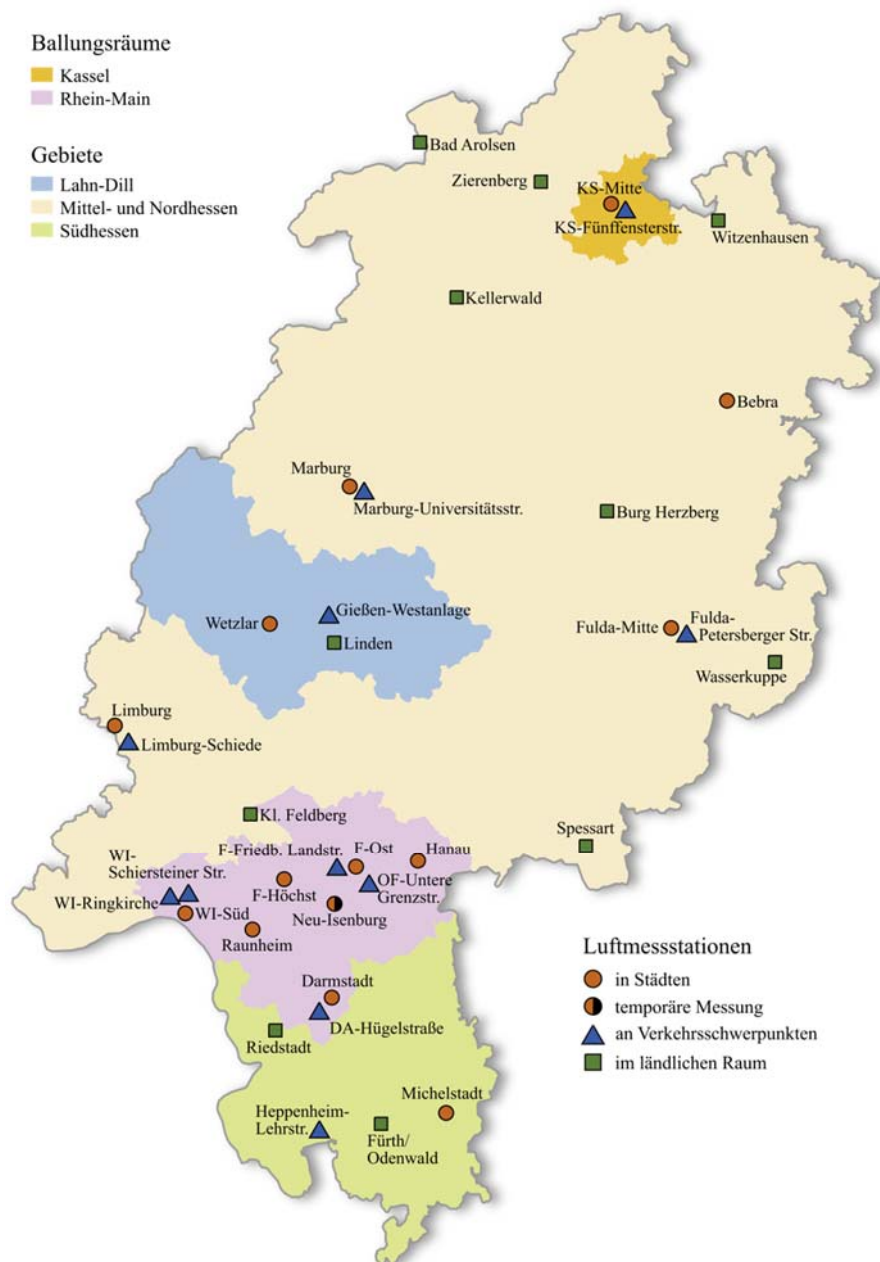 Ballungsräume
Kassel
Rhein-Main
Gebiete
Lahn-Dill
Mittel- und Nordhessen
Südhessen
Bad Arolsen
Zierenberg
KS-Mitte
KS-Fünffensterstr.
Witzenhausen
Kellerwald
Bebra
Marburg
Marburg-Universitätsstr.
Burg Herzberg
Wetzlar
Gießen-Westanlage
Linden
Fulda-Mitte
Fulda-
Petersberger Str.
Wasserkuppe
Limburg
Limburg-Schiede
Kl. Feldberg
Spessart
WI-
Schiersteiner Str.
F-Friedb. Landstr.
F-Ost
Hanau
WI-Ringkirche
F-Höchst
OF-Untere
Grenzstr.
WI-Süd
Neu-Isenburg
Raunheim
Darmstadt
DA-Hügelstraße
Riedstadt
Michelstadt
Heppenheim-
Lehrstr.
Fürth/
Odenwald
Luftmessstationen
in Städten
temporäre Messung
an Verkehrsschwerpunkten
im ländlichen Raum